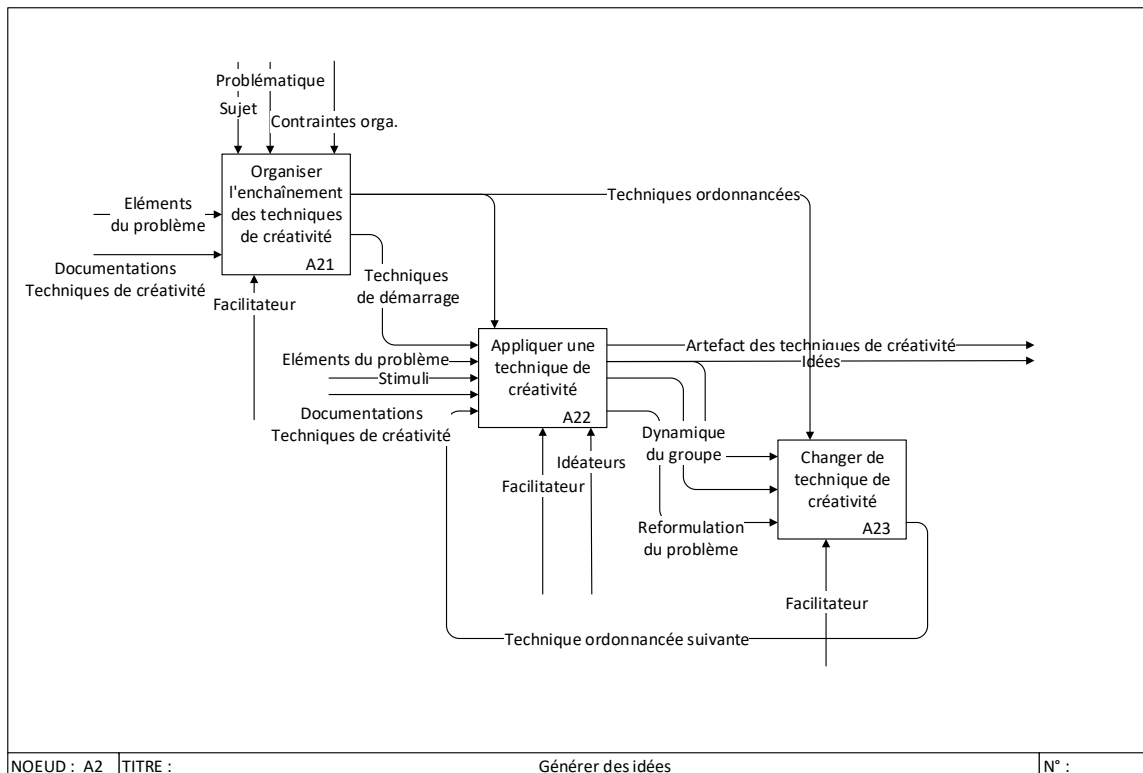 Problématique
Sujet
Contraintes orga.
Organiser
l'enchaînement
des techniques
de créativité
A21
Eléments
du problème
Documentations
Techniques de créativité
Facilitateur
Techniques ordonnancées
Techniques
de démarrage
Appliquer une
technique de
créativité
A22
Eléments du problème
Stimuli
Documentations
Techniques de créativité
Artefact des techniques de créativité
Idées
Idéateurs
Facilitateur
Dynamique
du groupe
Reformulation
du problème
Changer de
technique de
créativité
A23
Facilitateur
Technique ordonnancée suivante
NOEUD : A2 TITRE : Générer des idées N° :